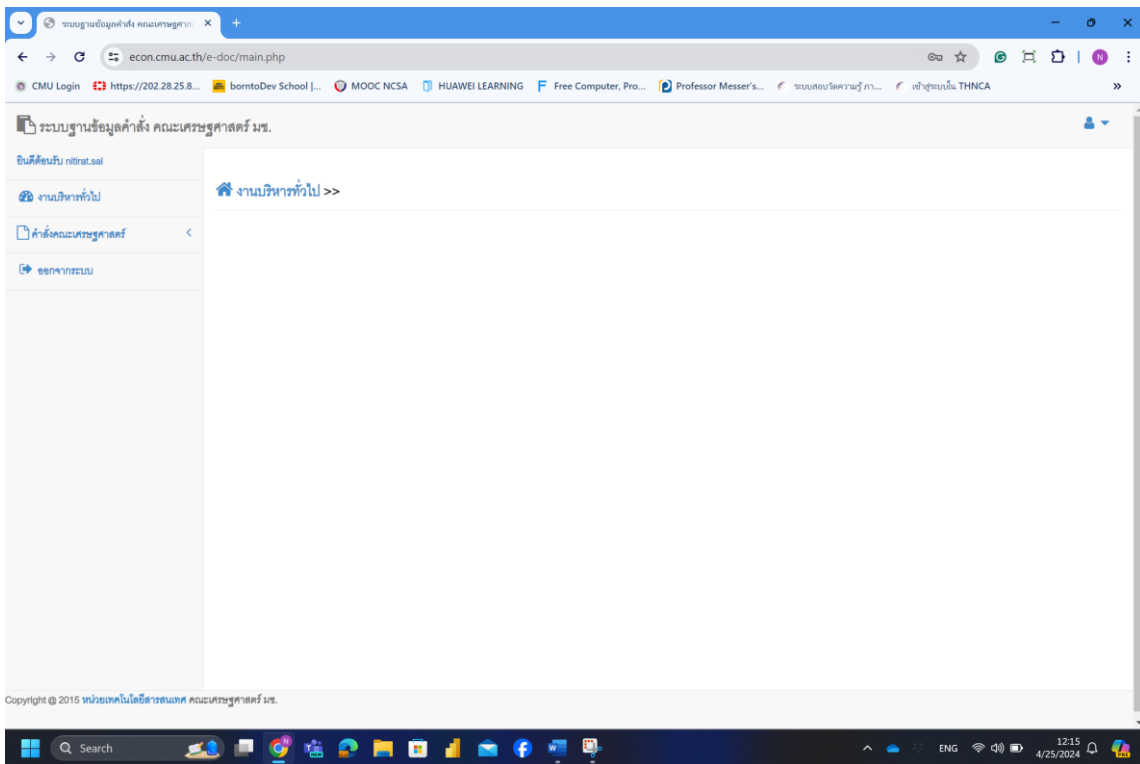 ระบบฐานข้อมูลคำสั่ง คณะเศรษฐศาส
econ.cmu.ac.th/e-doc/main.php
CMU Login https://202.28.25.8... borntoDev School |... MOOC NCSA HUAWEI LEARNING Free Computer, Pro... Professor Messer's... ระบบสอบวัดความรู้ ภา... เข้าสู่ระบบใน THNCA
ระบบฐานข้อมูลคำสั่ง คณะเศรษฐศาสตร์ มช.
ยินดีต้อนรับ nitirat.sal
งานบริหารทั่วไป
งานบริหารทั่วไป >>
คำสั่งคณะเศรษฐศาสตร์
ออกจากระบบ
Copyright @ 2015 หน่วยเทคโนโลยีสารสนเทศ คณะเศรษฐศาสตร์ มช.
Search
ENG
12:15
4/25/2024